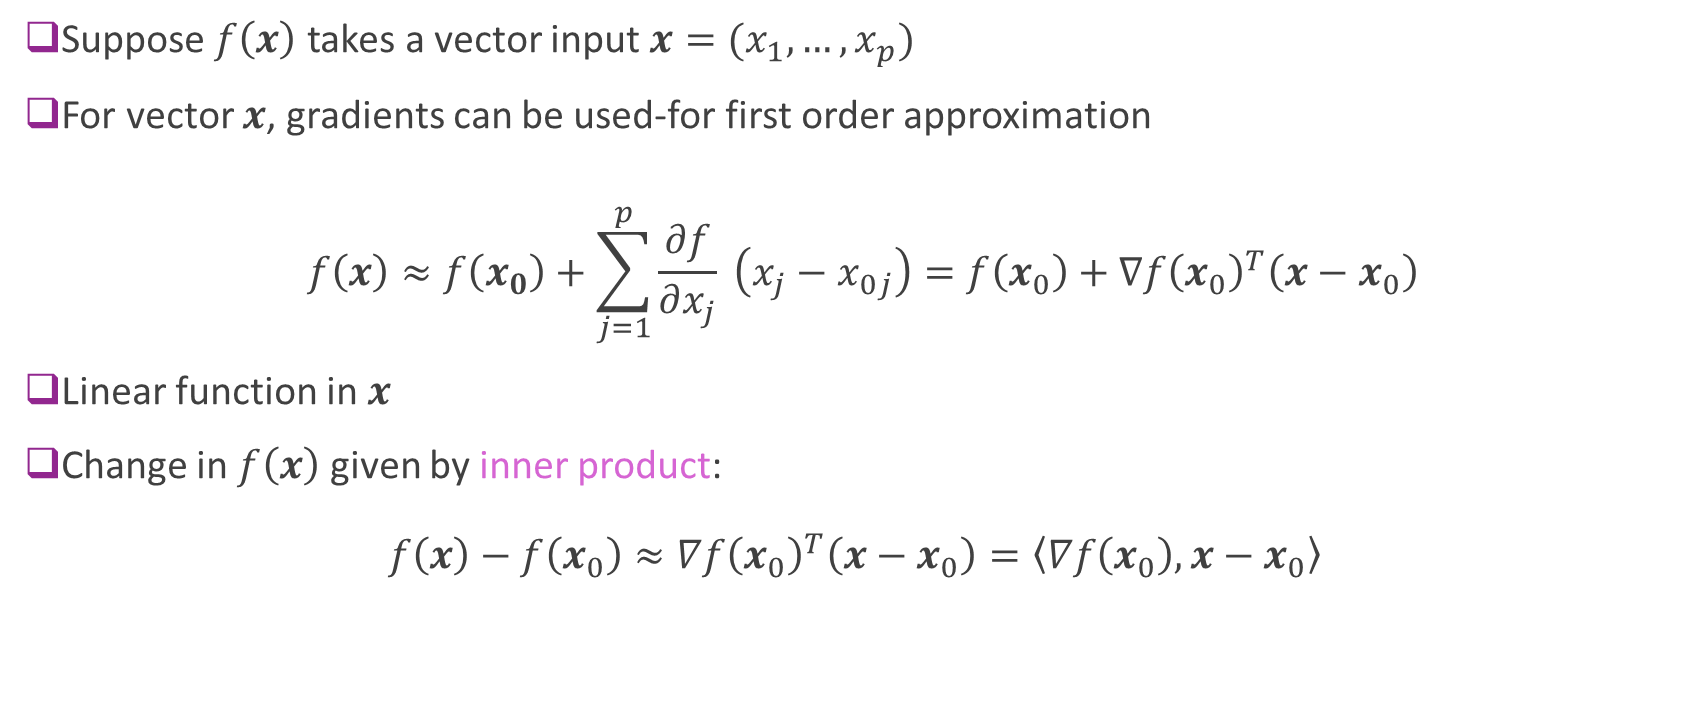 ❑Suppose f(x) takes a vector input x = (x₁, … , xₚ)
❑For vector x, gradients can be used-for first order approximation
f(x) ≈ f(x₀) + ∑_{j=1}^{p} ∂f/∂xⱼ (xⱼ − x₀ⱼ) = f(x₀) + ∇f(x₀)ᵀ(x − x₀)
❑Linear function in x
❑Change in f(x) given by inner product:
f(x) − f(x₀) ≈ ∇f(x₀)ᵀ(x − x₀) = ⟨∇f(x₀), x − x₀⟩